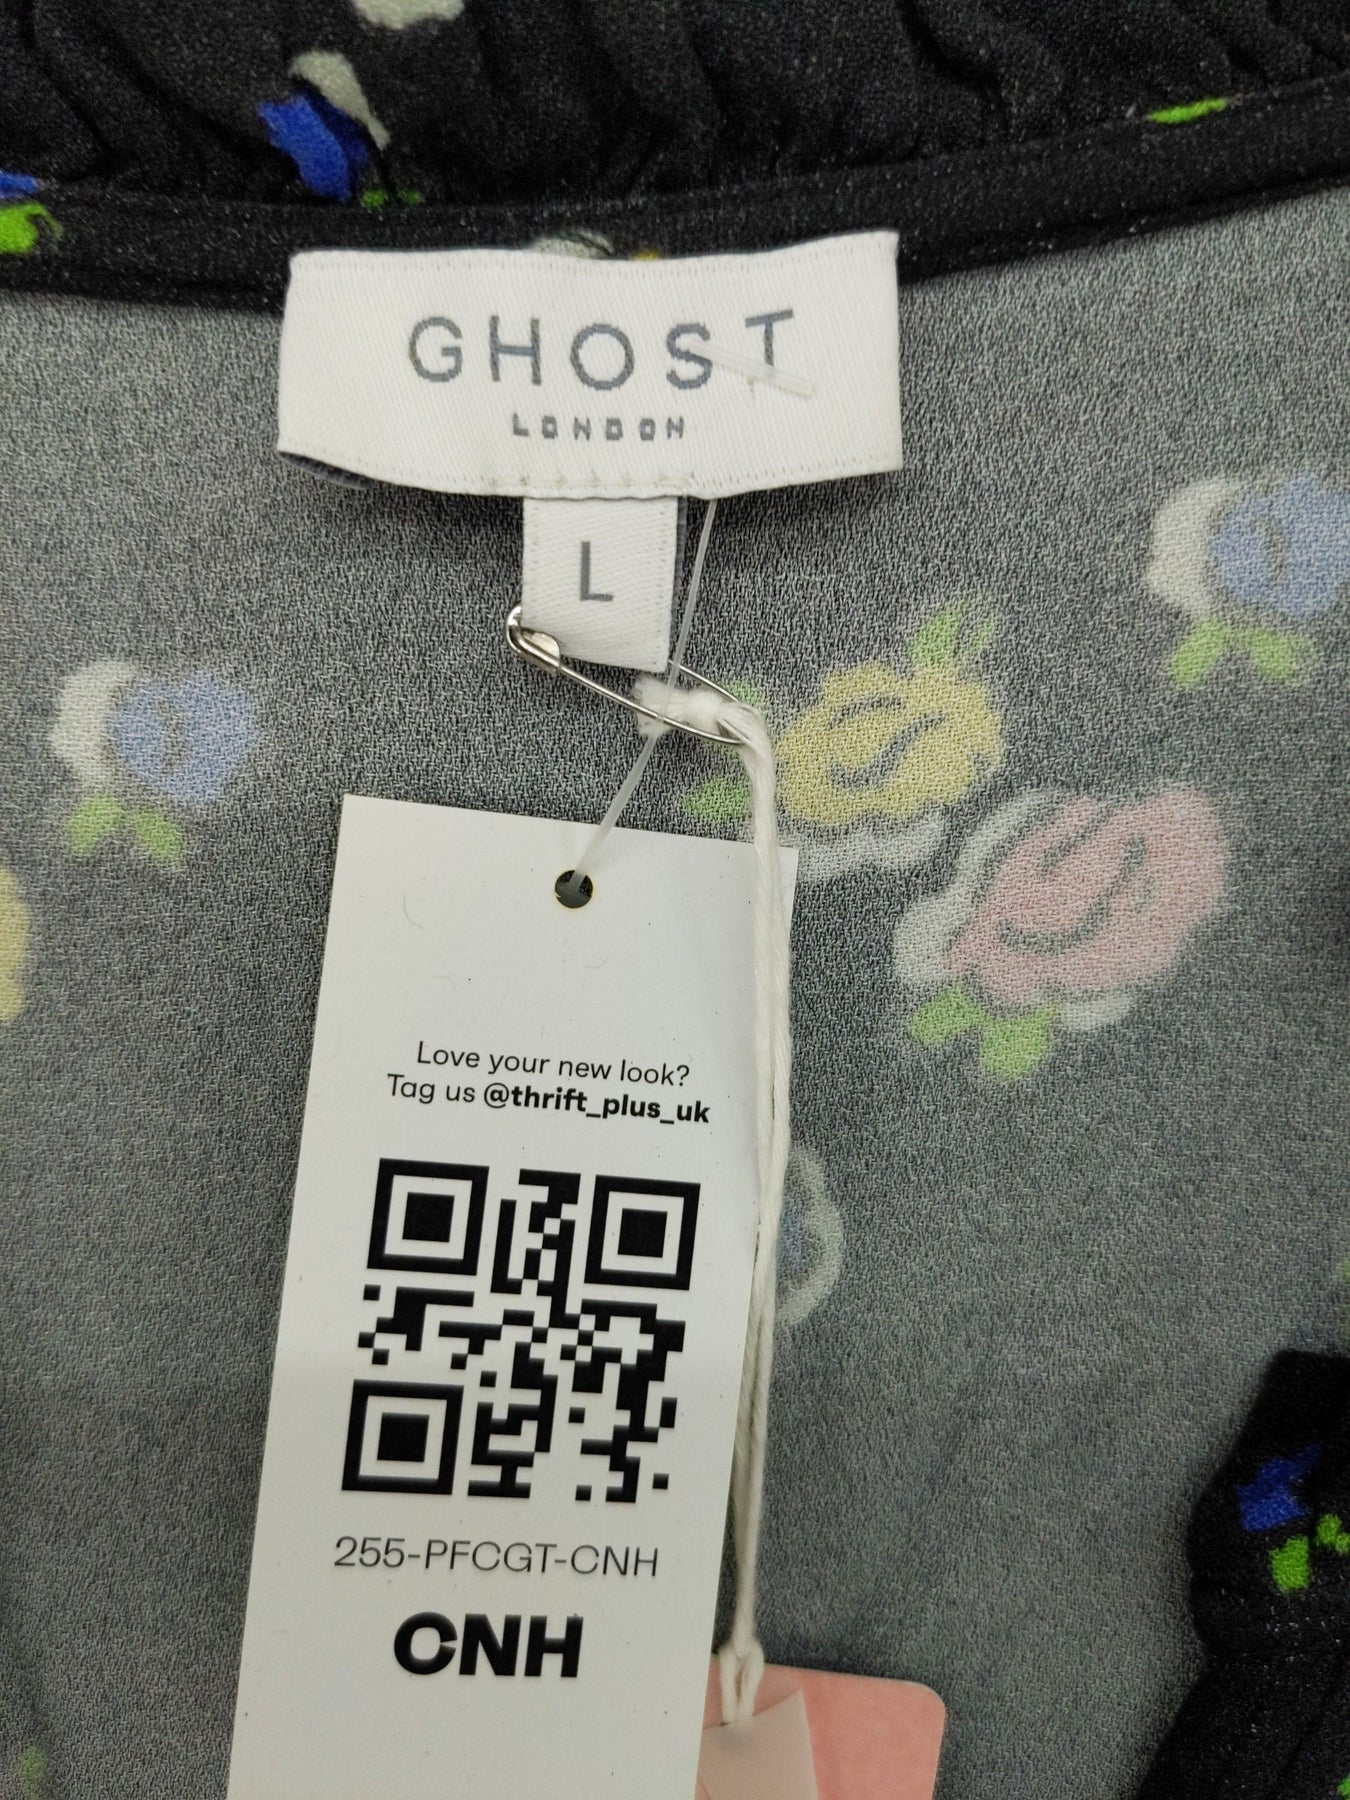 GHOST
LONDON
L
Love your new look?
Tag us @thrift_plus_uk
255-PFCGT-CNH
CNH